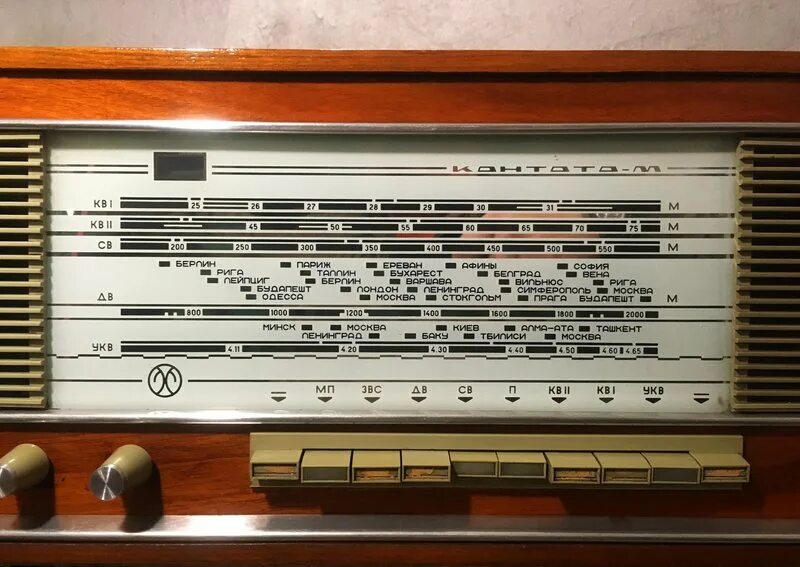 КАНТАТА-М
КВ I 25 26 27 28 29 30 31 М
КВ II 45 50 55 60 65 70 75 М
СВ 200 250 300 350 400 450 500 550 М
БЕРЛИН ПАРИЖ ЕРЕВАН АФИНЫ СОФИЯ
РИГА ТАЛЛИН БУХАРЕСТ БЕЛГРАД ВЕНА
ЛЕЙПЦИГ БЕРЛИН ВАРШАВА ВИЛЬНЮС РИГА
БУДАПЕШТ ЛОНДОН ЛЕНИНГРАД СИМФЕРОПОЛЬ МОСКВА
ДВ ОДЕССА МОСКВА СТОКГОЛЬМ ПРАГА БУДАПЕШТ М
800 1000 1200 1400 1600 1800 2000
МИНСК МОСКВА КИЕВ АЛМА-АТА ТАШКЕНТ
ЛЕНИНГРАД БАКУ ТБИЛИСИ МОСКВА
УКВ 4.11 4.20 4.30 4.40 4.50 4.60 4.65 М
МП ЗВС ДВ СВ П КВ II КВ I УКВ